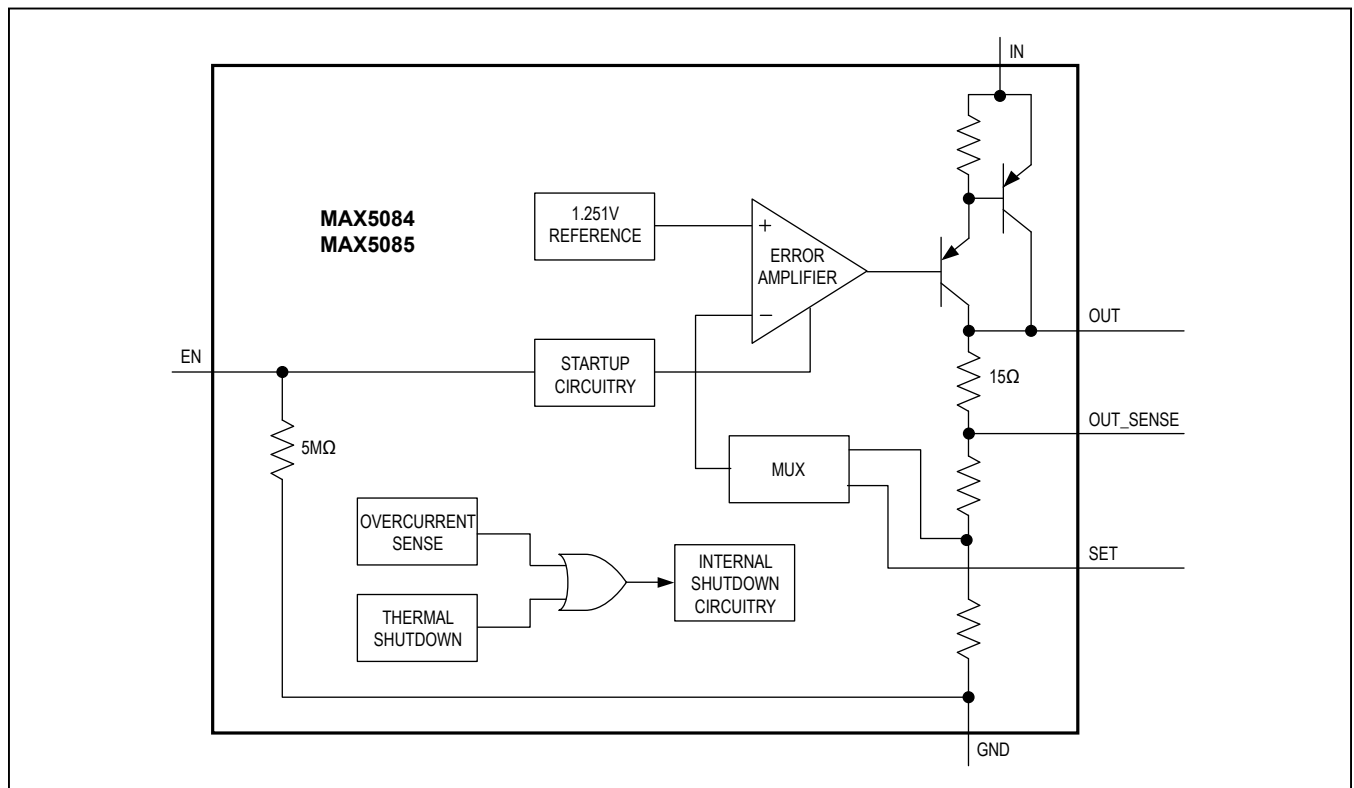 IN
MAX5084
MAX5085
1.251V
REFERENCE
+
ERROR
AMPLIFIER
−
OUT
EN
STARTUP
CIRCUITRY
15Ω
OUT_SENSE
5MΩ
MUX
OVERCURRENT
SENSE
INTERNAL
SHUTDOWN
CIRCUITRY
SET
THERMAL
SHUTDOWN
GND